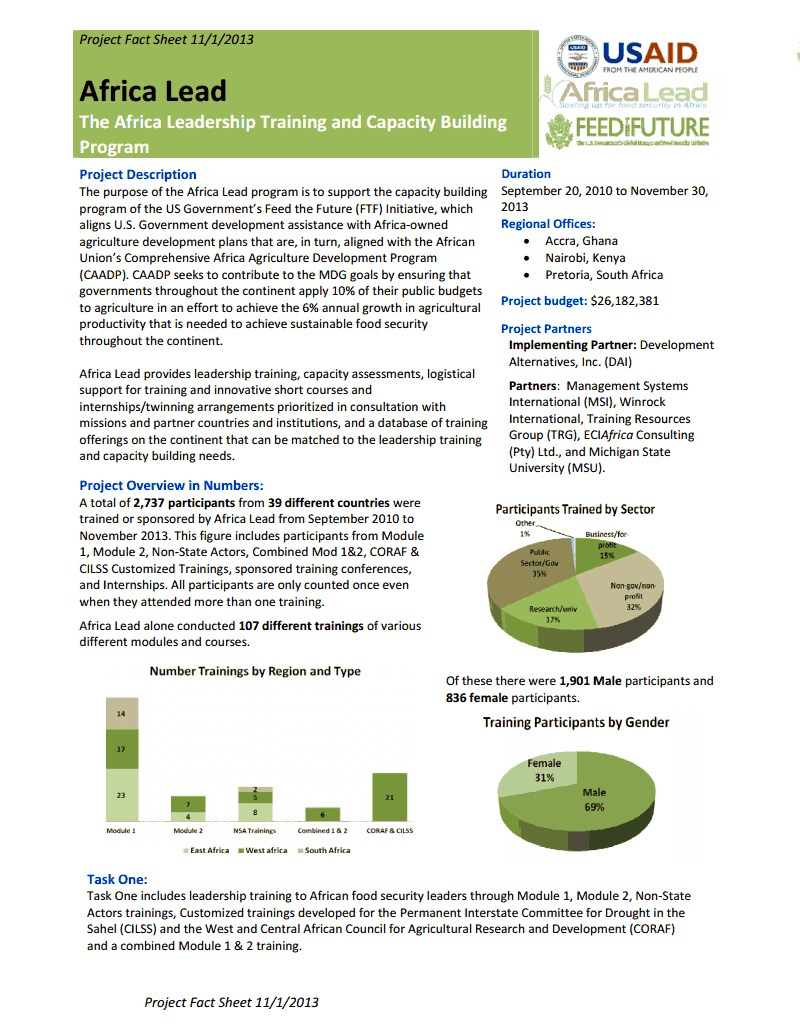 Project Fact Sheet 11/1/2013
Africa Lead
The Africa Leadership Training and Capacity Building
Program
USAID
FROM THE AMERICAN PEOPLE
AfricaLead
Scaling up for food security in Africa
FEED THE FUTURE
The U.S. Government's Global Hunger and Food Security Initiative
Project Description
The purpose of the Africa Lead program is to support the capacity building
program of the US Government's Feed the Future (FTF) Initiative, which
aligns U.S. Government development assistance with Africa-owned
agriculture development plans that are, in turn, aligned with the African
Union's Comprehensive Africa Agriculture Development Program
(CAADP). CAADP seeks to contribute to the MDG goals by ensuring that
governments throughout the continent apply 10% of their public budgets
to agriculture in an effort to achieve the 6% annual growth in agricultural
productivity that is needed to achieve sustainable food security
throughout the continent.
Africa Lead provides leadership training, capacity assessments, logistical
support for training and innovative short courses and
internships/twinning arrangements prioritized in consultation with
missions and partner countries and institutions, and a database of training
offerings on the continent that can be matched to the leadership training
and capacity building needs.
Duration
September 20, 2010 to November 30,
2013
Regional Offices:
• Accra, Ghana
• Nairobi, Kenya
• Pretoria, South Africa
Project budget: $26,182,381
Project Partners
Implementing Partner: Development
Alternatives, Inc. (DAI)
Partners: Management Systems
International (MSI), Winrock
International, Training Resources
Group (TRG), ECIAfrica Consulting
(Pty) Ltd., and Michigan State
University (MSU).
Project Overview in Numbers:
A total of 2,737 participants from 39 different countries were
trained or sponsored by Africa Lead from September 2010 to
November 2013. This figure includes participants from Module
1, Module 2, Non-State Actors, Combined Mod 1&2, CORAF &
CILSS Customized Trainings, sponsored training conferences,
and Internships. All participants are only counted once even
when they attended more than one training.
Africa Lead alone conducted 107 different trainings of various
different modules and courses.
Participants Trained by Sector
Other
1%
Business/for-
profit
15%
Public
Sector/Gov
35%
Non-gov/non-
profit
32%
Research/univ
17%
Number Trainings by Region and Type
14
17
23
7
4
2
5
8
6
21
Module 1
Module 2
NSA Trainings
Combined 1 & 2
CORAF & CILSS
East Africa
West africa
South Africa
Of these there were 1,901 Male participants and
836 female participants.
Training Participants by Gender
Female
31%
Male
69%
Task One:
Task One includes leadership training to African food security leaders through Module 1, Module 2, Non-State
Actors trainings, Customized trainings developed for the Permanent Interstate Committee for Drought in the
Sahel (CILSS) and the West and Central African Council for Agricultural Research and Development (CORAF)
and a combined Module 1 & 2 training.
Project Fact Sheet 11/1/2013